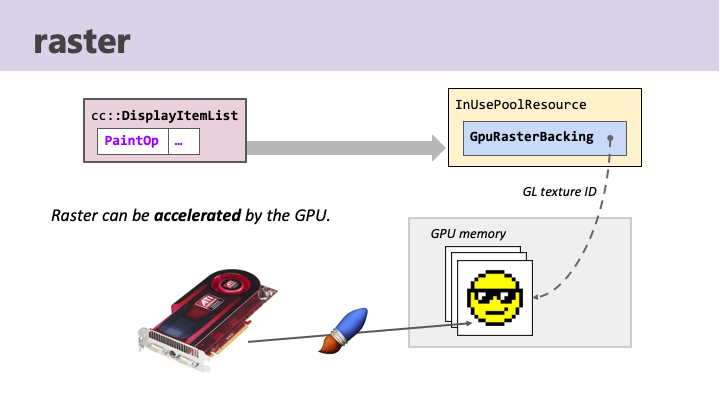 raster
cc::DisplayItemList
PaintOp …
InUsePoolResource
GpuRasterBacking
GL texture ID
Raster can be accelerated by the GPU.
GPU memory
ATI
ATI